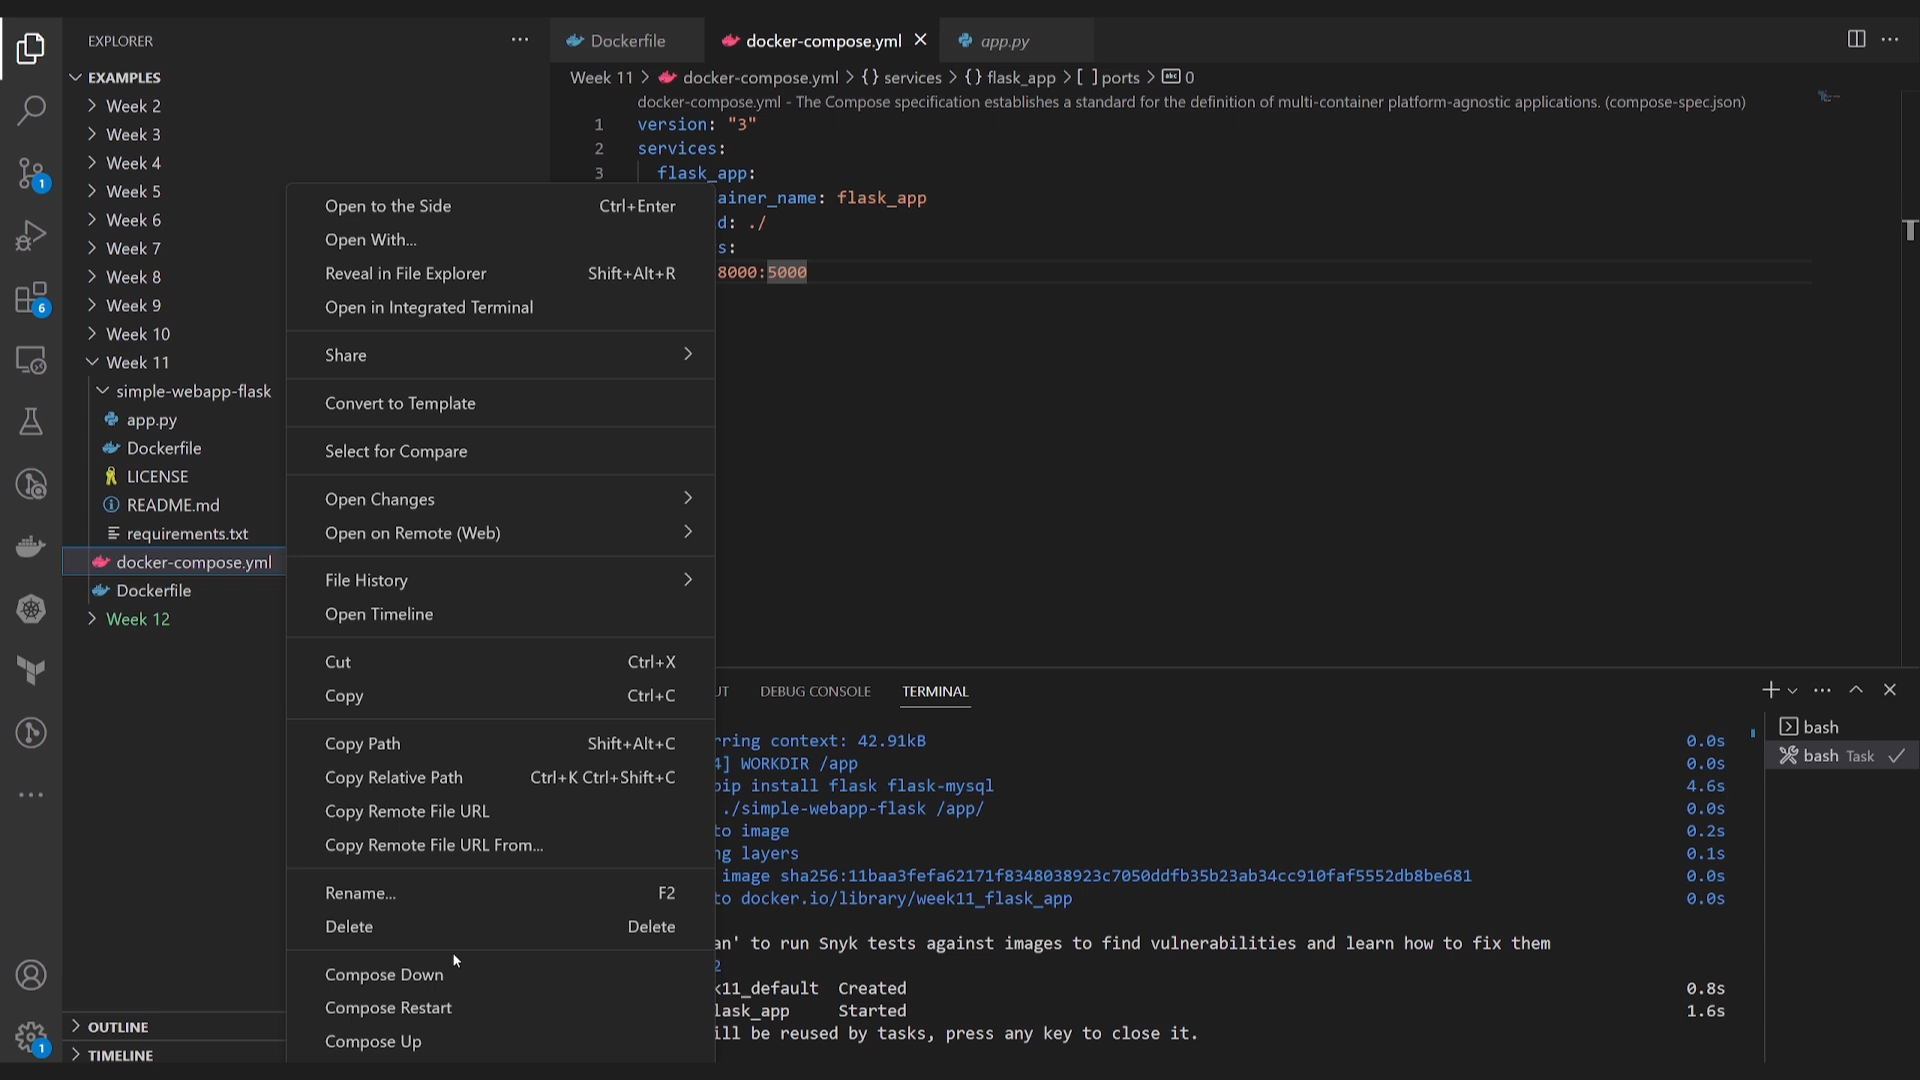 EXPLORER
EXAMPLES
Week 2
Week 3
Week 4
Week 5
Week 6
Week 7
Week 8
Week 9
Week 10
Week 11
simple-webapp-flask
app.py
Dockerfile
LICENSE
README.md
requirements.txt
docker-compose.yml
Dockerfile
Week 12
OUTLINE
TIMELINE
1
6
1
Dockerfile
docker-compose.yml
app.py
Week 11 > docker-compose.yml > {} services > {} flask_app > [ ] ports > abc 0
docker-compose.yml - The Compose specification establishes a standard for the definition of multi-container platform-agnostic applications. (compose-spec.json)
1 version: "3"
2 services:
3 flask_app:
ainer_name: flask_app
d: ./
s:
8000:5000
Open to the Side Ctrl+Enter
Open With...
Reveal in File Explorer Shift+Alt+R
Open in Integrated Terminal
Share
Convert to Template
Select for Compare
Open Changes
Open on Remote (Web)
File History
Open Timeline
Cut Ctrl+X
Copy Ctrl+C
Copy Path Shift+Alt+C
Copy Relative Path Ctrl+K Ctrl+Shift+C
Copy Remote File URL
Copy Remote File URL From...
Rename... F2
Delete Delete
Compose Down
Compose Restart
Compose Up
UT DEBUG CONSOLE TERMINAL
rring context: 42.91kB 0.0s
4] WORKDIR /app 0.0s
pip install flask flask-mysql 4.6s
./simple-webapp-flask /app/ 0.0s
to image 0.2s
ng layers 0.1s
image sha256:11baa3fefa62171f8348038923c7050ddfb35b23ab34cc910faf5552db8be681 0.0s
to docker.io/library/week11_flask_app 0.0s
an' to run Snyk tests against images to find vulnerabilities and learn how to fix them
2
k11_default Created 0.8s
lask_app Started 1.6s
ill be reused by tasks, press any key to close it.
bash
bash Task